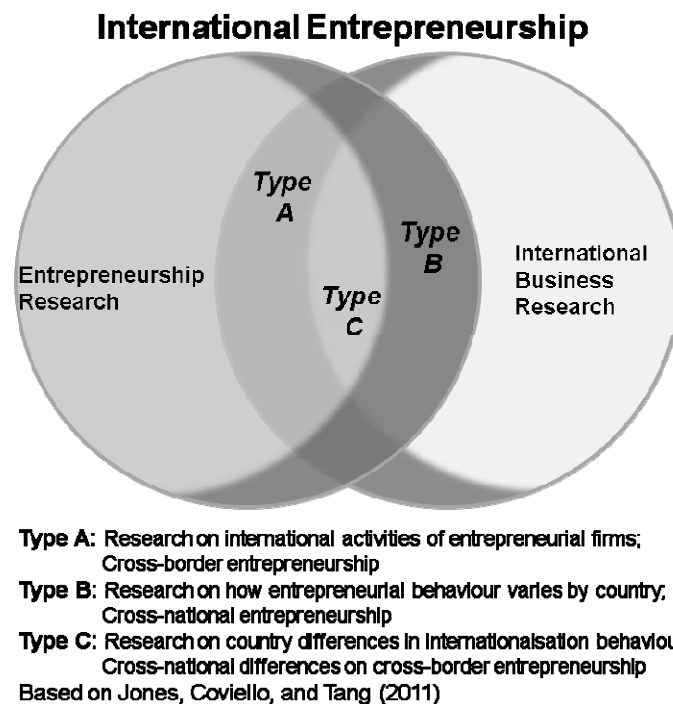 International Entrepreneurship
Type
A
Type
B
Entrepreneurship
Research
International
Business
Research
Type
C
Type A: Research on international activities of entrepreneurial firms;
Cross-border entrepreneurship
Type B: Research on how entrepreneurial behaviour varies by country;
Cross-national entrepreneurship
Type C: Research on country differences in internationalisation behaviou
Cross-national differences on cross-border entrepreneurship
Based on Jones, Coviello, and Tang (2011)